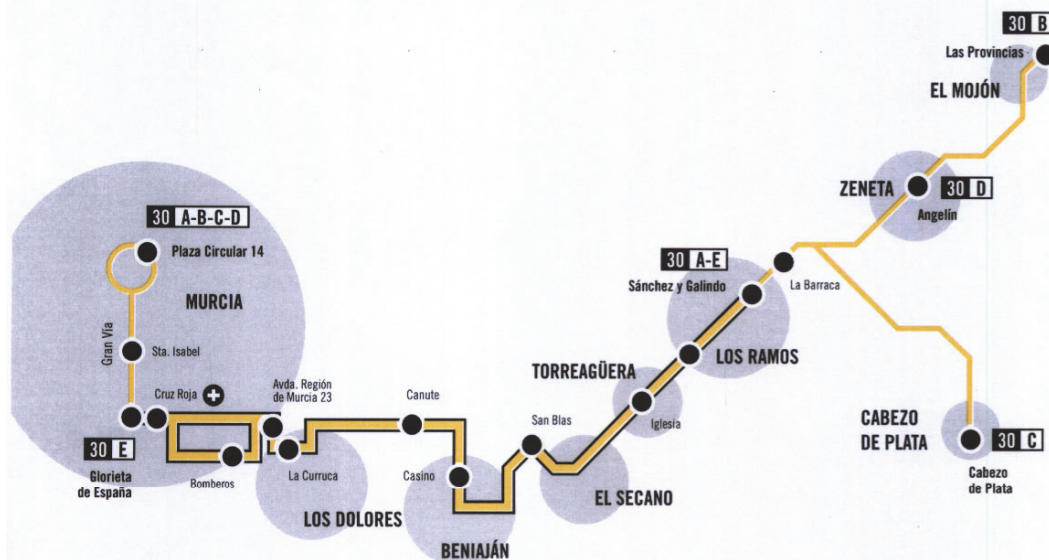 30 B
Las Provincias
EL MOJÓN
ZENETA
30 D
Angelín
30 A-B-C-D
Plaza Circular 14
MURCIA
Gran Vía
Sta. Isabel
Cruz Roja
30 E
Glorieta
de España
Bomberos
Avda. Región
de Murcia 23
La Curruca
LOS DOLORES
Canute
Casino
BENIAJÁN
San Blas
EL SECANO
TORREAGÜERA
Iglesia
30 A-E
Sánchez y Galindo
LOS RAMOS
La Barraca
CABEZO
DE PLATA
30 C
Cabezo
de Plata